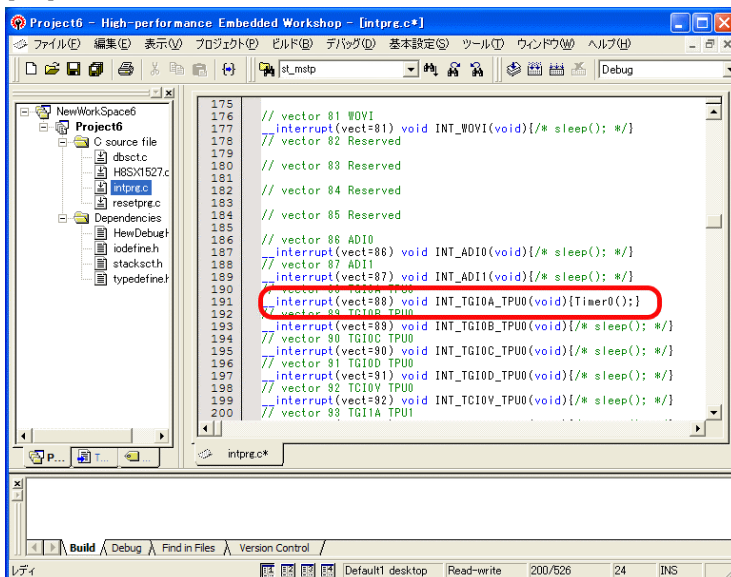 Project6 - High-performance Embedded Workshop - [intprg.c*]
ファイル(F) 編集(E) 表示(V) プロジェクト(P) ビルド(B) デバッグ(D) 基本設定(S) ツール(T) ウィンドウ(W) ヘルプ(H)
st_mstp
Debug
NewWorkSpace6
Project6
C source file
dbsct.c
H8SX1527.c
intprg.c
resetprg.c
Dependencies
HewDebugH
iodefine.h
stacksct.h
typedefine.h
175
176 // vector 81 WOVI
177 __interrupt(vect=81) void INT_WOVI(void){/* sleep(); */}
178 // vector 82 Reserved
179
180 // vector 83 Reserved
181
182 // vector 84 Reserved
183
184 // vector 85 Reserved
185
186 // vector 86 ADI0
187 __interrupt(vect=86) void INT_ADI0(void){/* sleep(); */}
188 // vector 87 ADI1
189 __interrupt(vect=87) void INT_ADI1(void){/* sleep(); */}
190 // vector 88 TGI0A TPU0
191 __interrupt(vect=88) void INT_TGI0A_TPU0(void){Timer0();}
192 // vector 89 TGI0B TPU0
193 __interrupt(vect=89) void INT_TGI0B_TPU0(void){/* sleep(); */}
194 // vector 90 TGI0C TPU0
195 __interrupt(vect=90) void INT_TGI0C_TPU0(void){/* sleep(); */}
196 // vector 91 TGI0D TPU0
197 __interrupt(vect=91) void INT_TGI0D_TPU0(void){/* sleep(); */}
198 // vector 92 TCI0V TPU0
199 __interrupt(vect=92) void INT_TCI0V_TPU0(void){/* sleep(); */}
200 // vector 93 TGI1A TPU1
P... T... ...
intprg.c*
Build Debug Find in Files Version Control
レディ Default1 desktop Read-write 200/526 24 INS